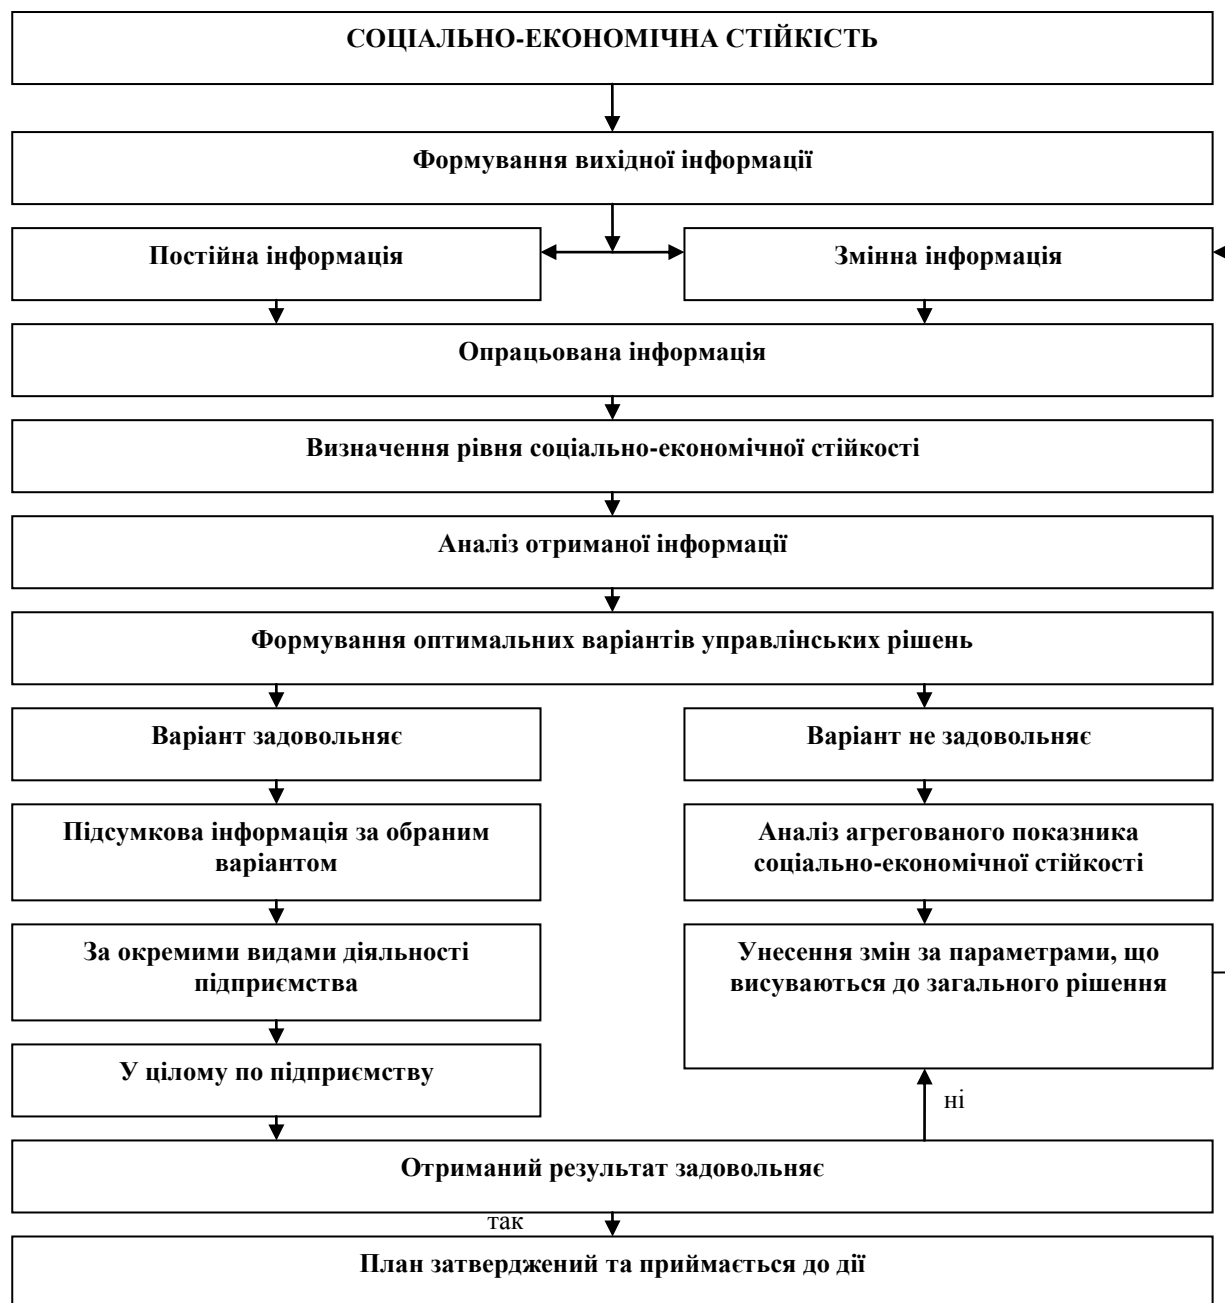 СОЦІАЛЬНО-ЕКОНОМІЧНА СТІЙКІСТЬ
Формування вихідної інформації
Постійна інформація
Змінна інформація
Опрацьована інформація
Визначення рівня соціально-економічної стійкості
Аналіз отриманої інформації
Формування оптимальних варіантів управлінських рішень
Варіант задовольняє
Варіант не задовольняє
Підсумкова інформація за обраним
варіантом
Аналіз агрегованого показника
соціально-економічної стійкості
За окремими видами діяльності
підприємства
Унесення змін за параметрами, що
висуваються до загального рішення
У цілому по підприємству
ні
Отриманий результат задовольняє
так
План затверджений та приймається до дії